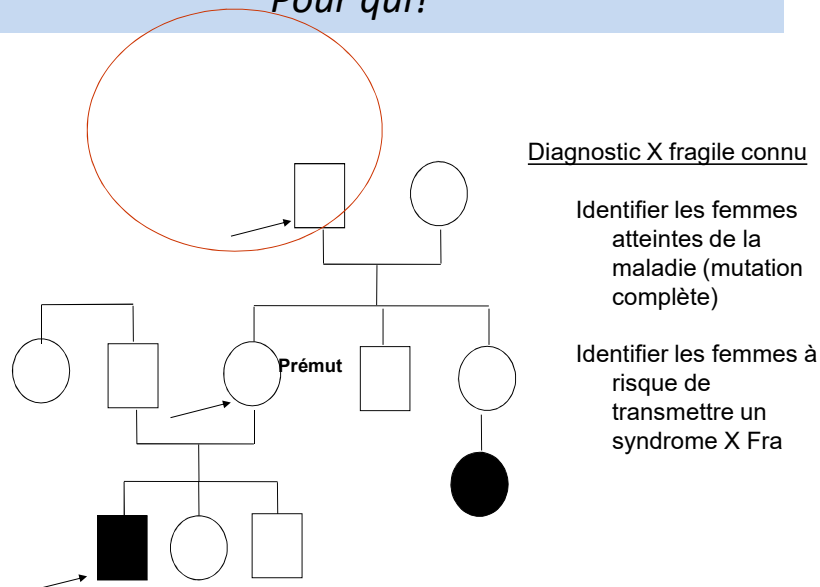 Pour qui?
Diagnostic X fragile connu
Identifier les femmes
atteintes de la
maladie (mutation
complète)
Identifier les femmes à
risque de
transmettre un
syndrome X Fra
Prémut